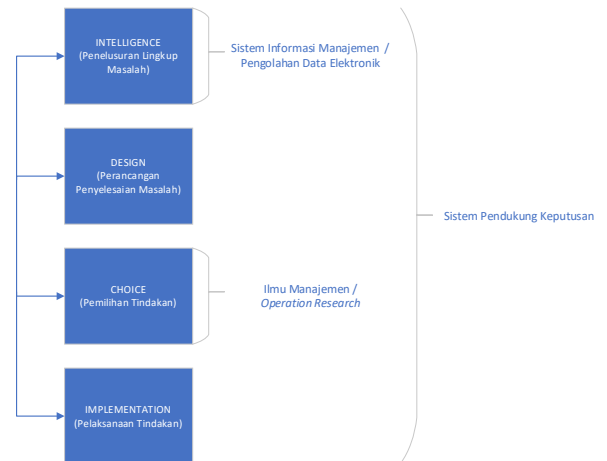 INTELLIGENCE
(Penelusuran Lingkup
Masalah)
Sistem Informasi Manajemen /
Pengolahan Data Elektronik
DESIGN
(Perancangan
Penyelesaian Masalah)
Sistem Pendukung Keputusan
CHOICE
(Pemilihan Tindakan)
Ilmu Manajemen /
Operation Research
IMPLEMENTATION
(Pelaksanaan Tindakan)